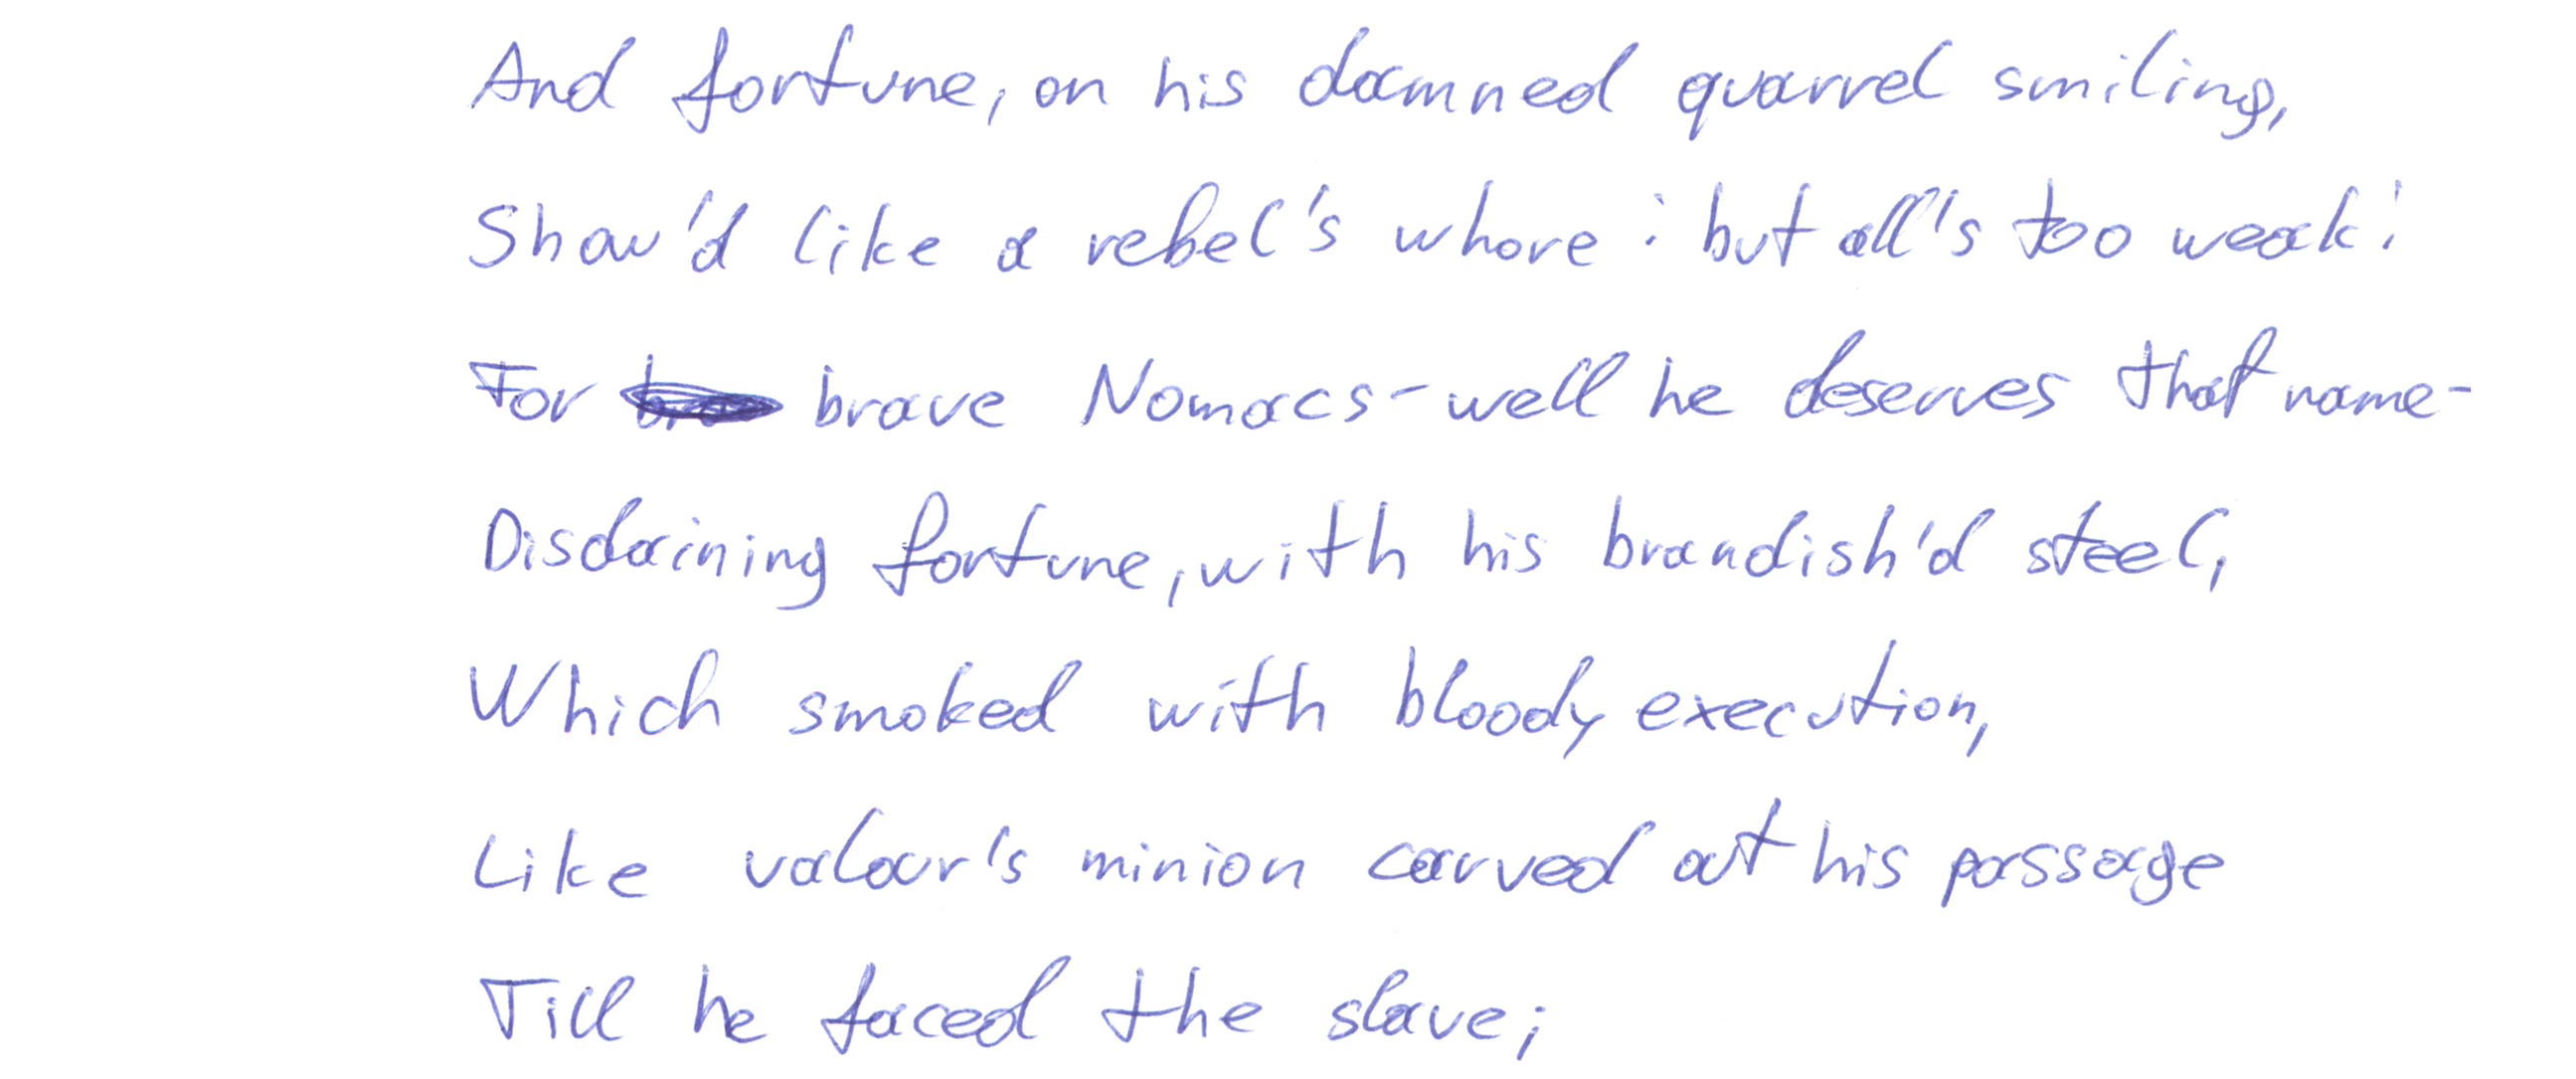 And fortune, on his damned quarrel smiling,
Show'd like a rebel's whore: but all's too weak:
For brave Nomacs-well he deserves that name-
Disdaining fortune, with his brandish'd steel,
Which smoked with bloody execution,
Like valour's minion carved out his passage
Till he faced the slave;